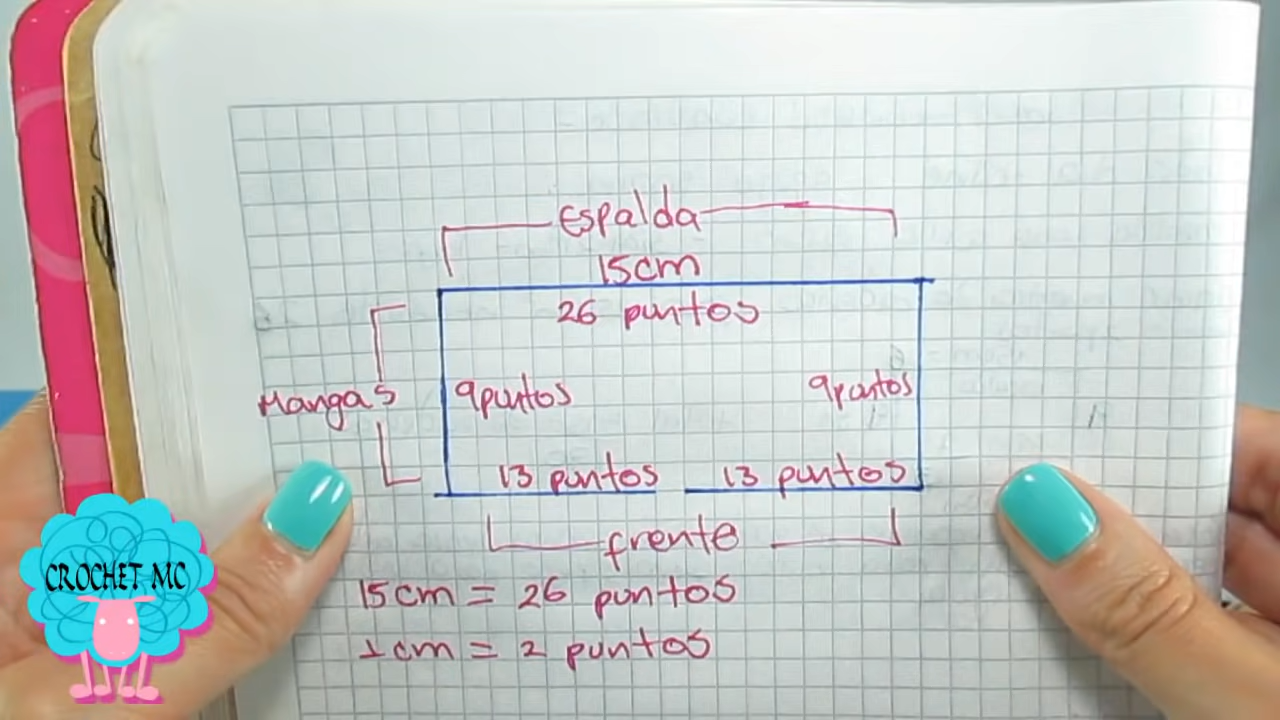 Espalda
15cm
26 puntos
Mangas
9puntos
9puntos
13 puntos
13 puntos
frente
15cm = 26 puntos
1cm = 2 puntos
CROCHET MC